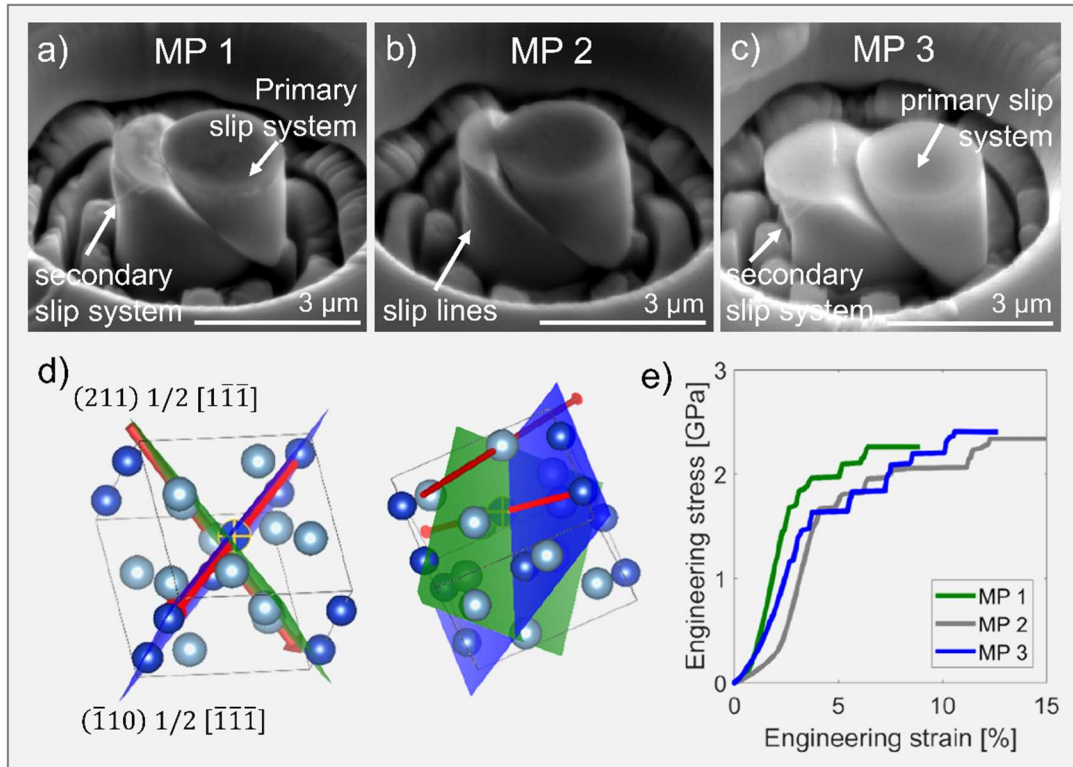 a)
MP 1
Primary
slip system
secondary
slip system
3 μm
b)
MP 2
slip lines
3 μm
c)
MP 3
primary slip
system
secondary
slip system
3 μm
d)
(211) 1/2 [11̄1̄]
(1̄10) 1/2 [1̄1̄1̄]
e)
Engineering stress [GPa]
3
2
1
0
MP 1
MP 2
MP 3
0
5
10
15
Engineering strain [%]